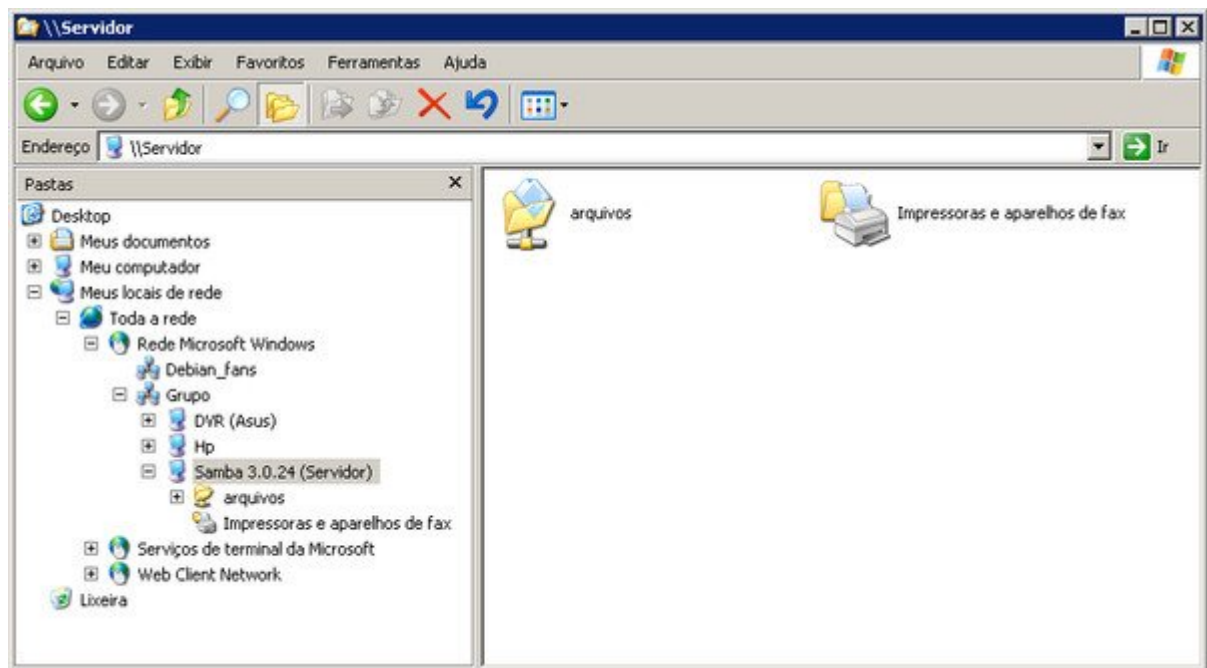 \\Servidor
Arquivo Editar Exibir Favoritos Ferramentas Ajuda
Endereço \\Servidor Ir
Pastas
Desktop
Meus documentos
Meu computador
Meus locais de rede
Toda a rede
Rede Microsoft Windows
Debian_fans
Grupo
DVR (Asus)
Hp
Samba 3.0.24 (Servidor)
arquivos
Impressoras e aparelhos de fax
Serviços de terminal da Microsoft
Web Client Network
Lixeira
arquivos
Impressoras e aparelhos de fax